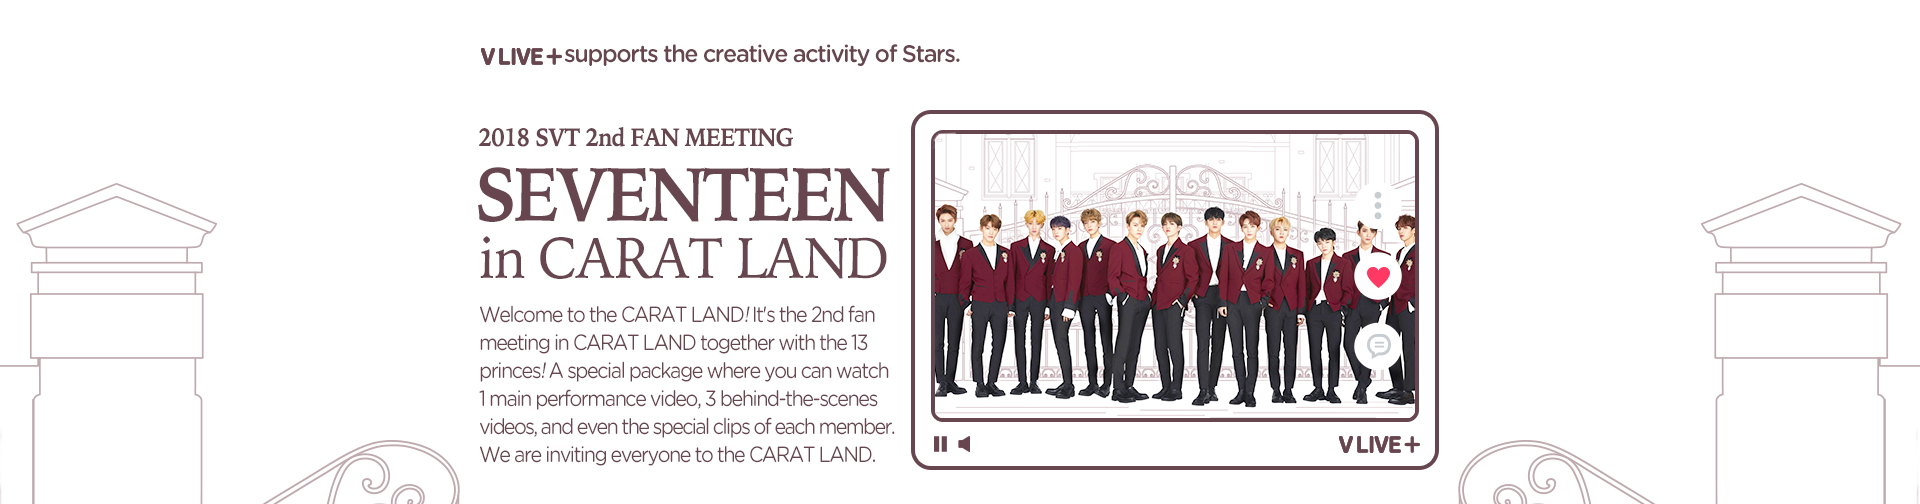 V LIVE+ supports the creative activity of Stars.
2018 SVT 2nd FAN MEETING
SEVENTEEN
in CARAT LAND
Welcome to the CARAT LAND! It's the 2nd fan
meeting in CARAT LAND together with the 13
princes! A special package where you can watch
1 main performance video, 3 behind-the-scenes
videos, and even the special clips of each member.
We are inviting everyone to the CARAT LAND.
V LIVE+